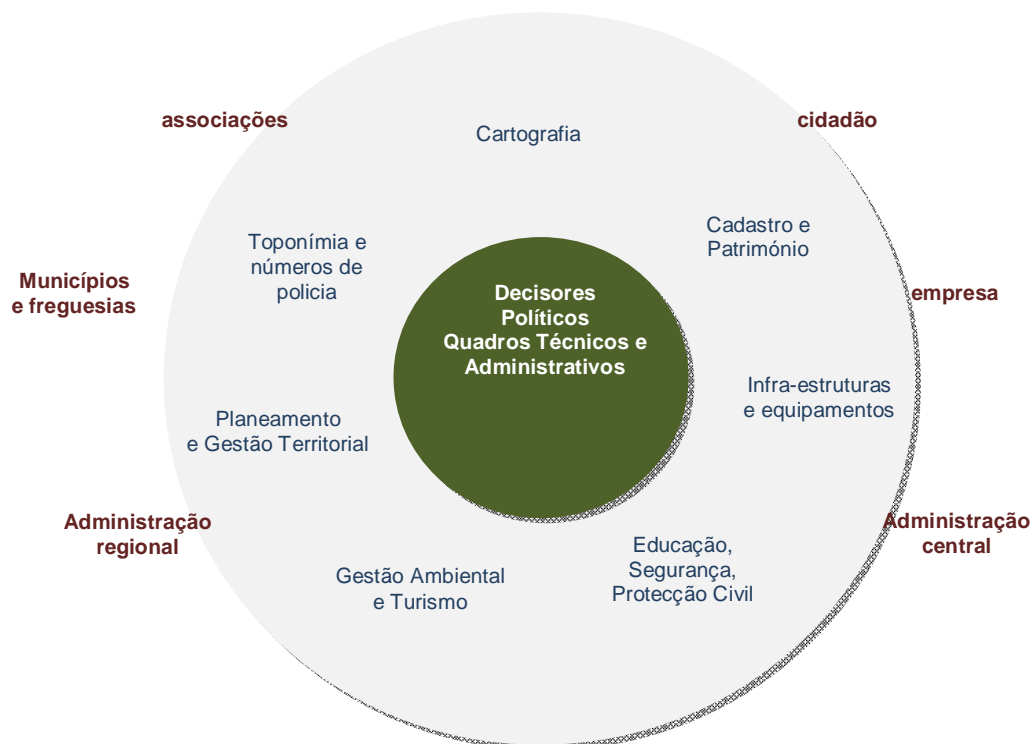 associações
cidadão
Cartografia
Cadastro e
Património
Toponímia e
números de
policia
Municípios
e freguesias
empresa
Decisores
Políticos
Quadros Técnicos e
Administrativos
Infra-estruturas
e equipamentos
Planeamento
e Gestão Territorial
Administração
regional
Administração
central
Educação,
Segurança,
Protecção Civil
Gestão Ambiental
e Turismo